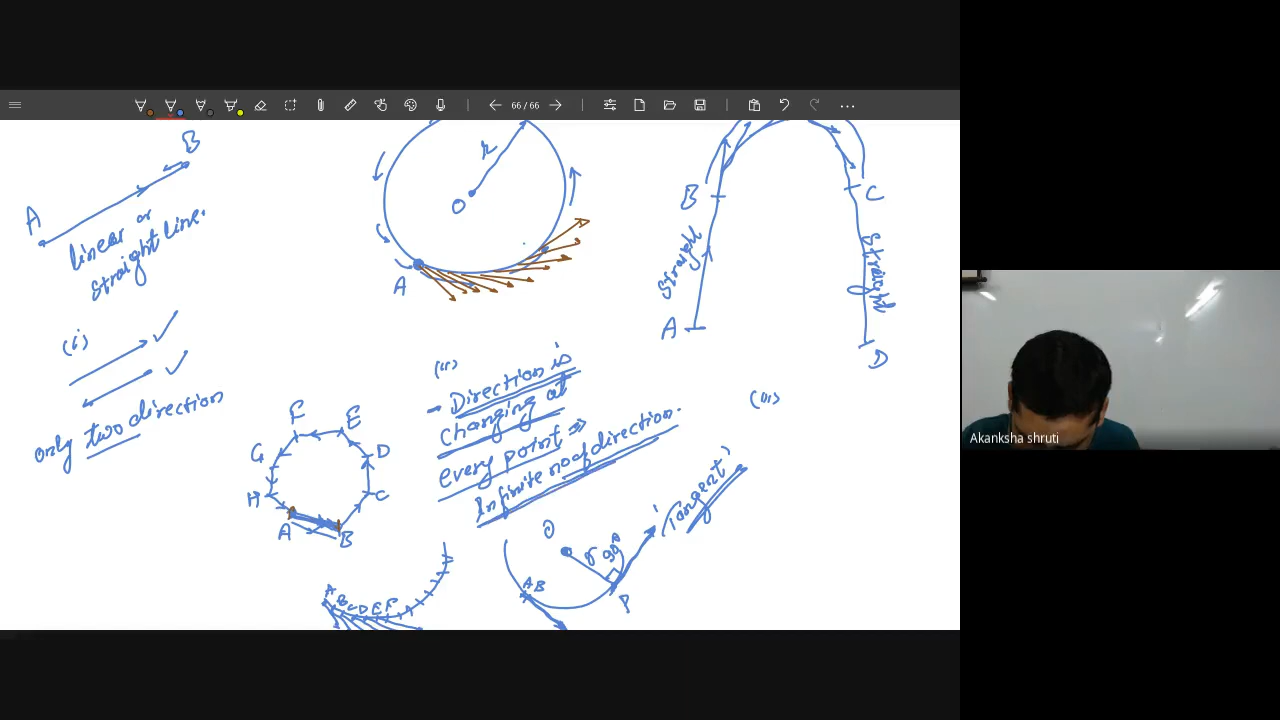 66 / 66
B
A
linear or
straight line.
r
O
A
B
C
Straight
Straight
A
D
(i)
only two direction
(ii)
- Direction is
changing at
every point ⇒
Infinite no of direction.
(iii)
F
E
G
D
H
C
A
B
A
B
C
D
E
F
O
r
90°
A B
P
'Tangent'
Akanksha shruti